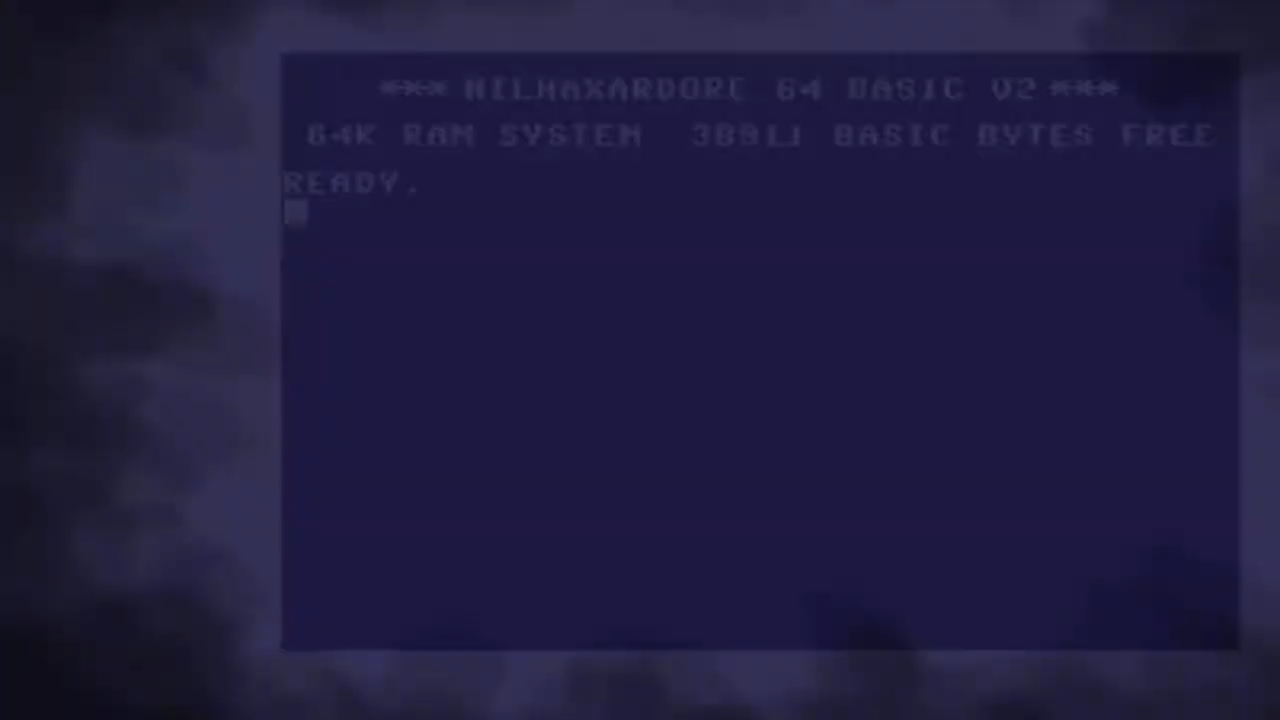 *** NILHAXARDORE 64 BASIC V2 ***
64K RAM SYSTEM BASIC BYTES FREE
READY.